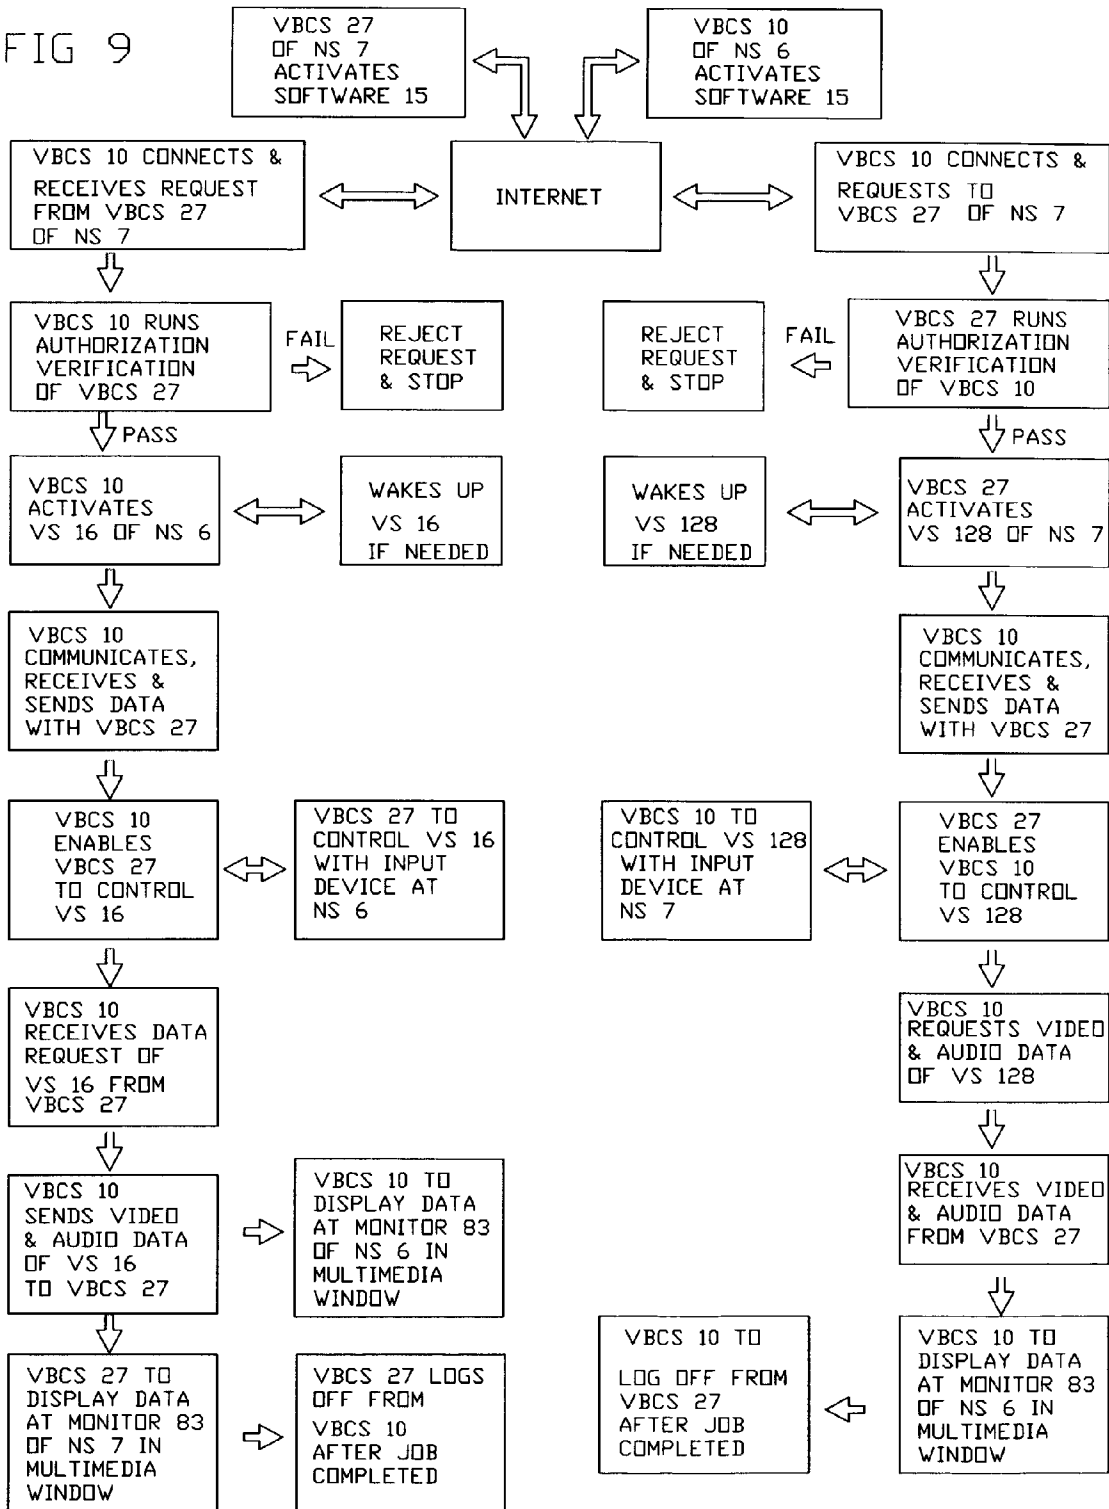 FIG 9
VBCS 27
OF NS 7
ACTIVATES
SOFTWARE 15
VBCS 10
OF NS 6
ACTIVATES
SOFTWARE 15
VBCS 10 CONNECTS &
RECEIVES REQUEST
FROM VBCS 27
OF NS 7
INTERNET
VBCS 10 CONNECTS &
REQUESTS TO
VBCS 27 OF NS 7
VBCS 10 RUNS
AUTHORIZATION
VERIFICATION
OF VBCS 27
FAIL
REJECT
REQUEST
& STOP
REJECT
REQUEST
& STOP
FAIL
VBCS 27 RUNS
AUTHORIZATION
VERIFICATION
OF VBCS 10
PASS
PASS
VBCS 10
ACTIVATES
VS 16 OF NS 6
WAKES UP
VS 16
IF NEEDED
WAKES UP
VS 128
IF NEEDED
VBCS 27
ACTIVATES
VS 128 OF NS 7
VBCS 10
COMMUNICATES,
RECEIVES &
SENDS DATA
WITH VBCS 27
VBCS 10
COMMUNICATES,
RECEIVES &
SENDS DATA
WITH VBCS 27
VBCS 10
ENABLES
VBCS 27
TO CONTROL
VS 16
VBCS 27 TO
CONTROL VS 16
WITH INPUT
DEVICE AT
NS 6
VBCS 10 TO
CONTROL VS 128
WITH INPUT
DEVICE AT
NS 7
VBCS 27
ENABLES
VBCS 10
TO CONTROL
VS 128
VBCS 10
RECEIVES DATA
REQUEST OF
VS 16 FROM
VBCS 27
VBCS 10
REQUESTS VIDEO
& AUDIO DATA
OF VS 128
VBCS 10
SENDS VIDEO
& AUDIO DATA
OF VS 16
TO VBCS 27
VBCS 10 TO
DISPLAY DATA
AT MONITOR 83
OF NS 6 IN
MULTIMEDIA
WINDOW
VBCS 10
RECEIVES VIDEO
& AUDIO DATA
FROM VBCS 27
VBCS 27 TO
DISPLAY DATA
AT MONITOR 83
OF NS 7 IN
MULTIMEDIA
WINDOW
VBCS 27 LOGS
OFF FROM
VBCS 10
AFTER JOB
COMPLETED
VBCS 10 TO
LOG OFF FROM
VBCS 27
AFTER JOB
COMPLETED
VBCS 10 TO
DISPLAY DATA
AT MONITOR 83
OF NS 6 IN
MULTIMEDIA
WINDOW